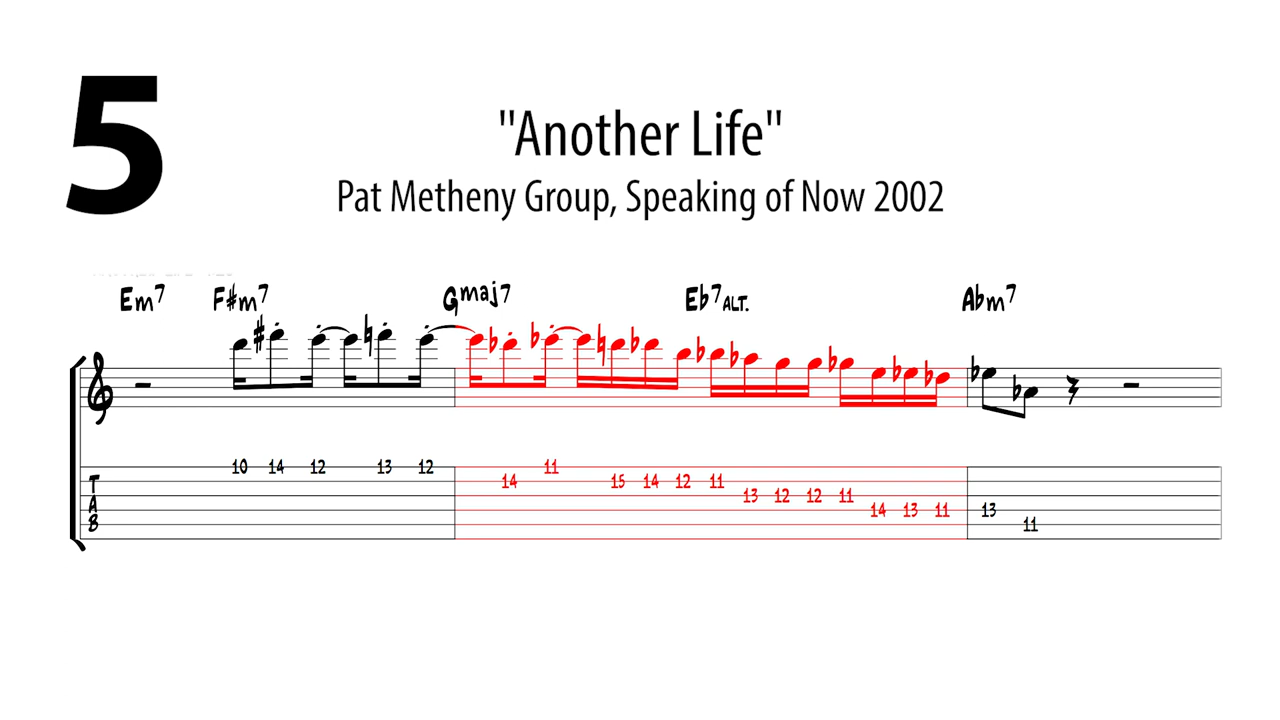 5
"Another Life"
Pat Metheny Group, Speaking of Now 2002
Em7 F#m7 Gmaj7 Eb7ALT. Abm7
T
A
B
10 14 12 13 12 11
14 15 14 12 11
13 12 12 11
14 13 11 13
11